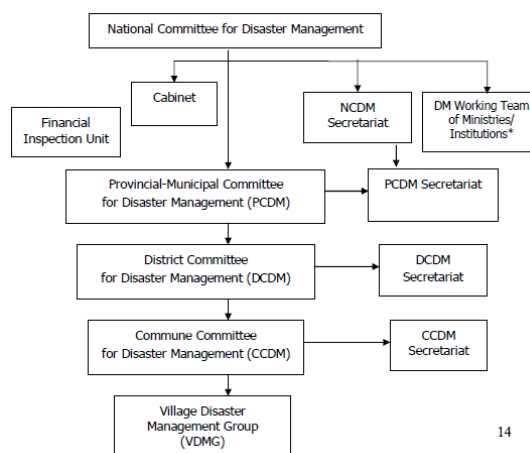 National Committee for Disaster Management
Cabinet
NCDM
Secretariat
DM Working Team
of Ministries/
Institutions*
Financial
Inspection Unit
Provincial-Municipal Committee
for Disaster Management (PCDM)
PCDM Secretariat
District Committee
for Disaster Management (DCDM)
DCDM
Secretariat
Commune Committee
for Disaster Management (CCDM)
CCDM
Secretariat
Village Disaster
Management Group
(VDMG)
14